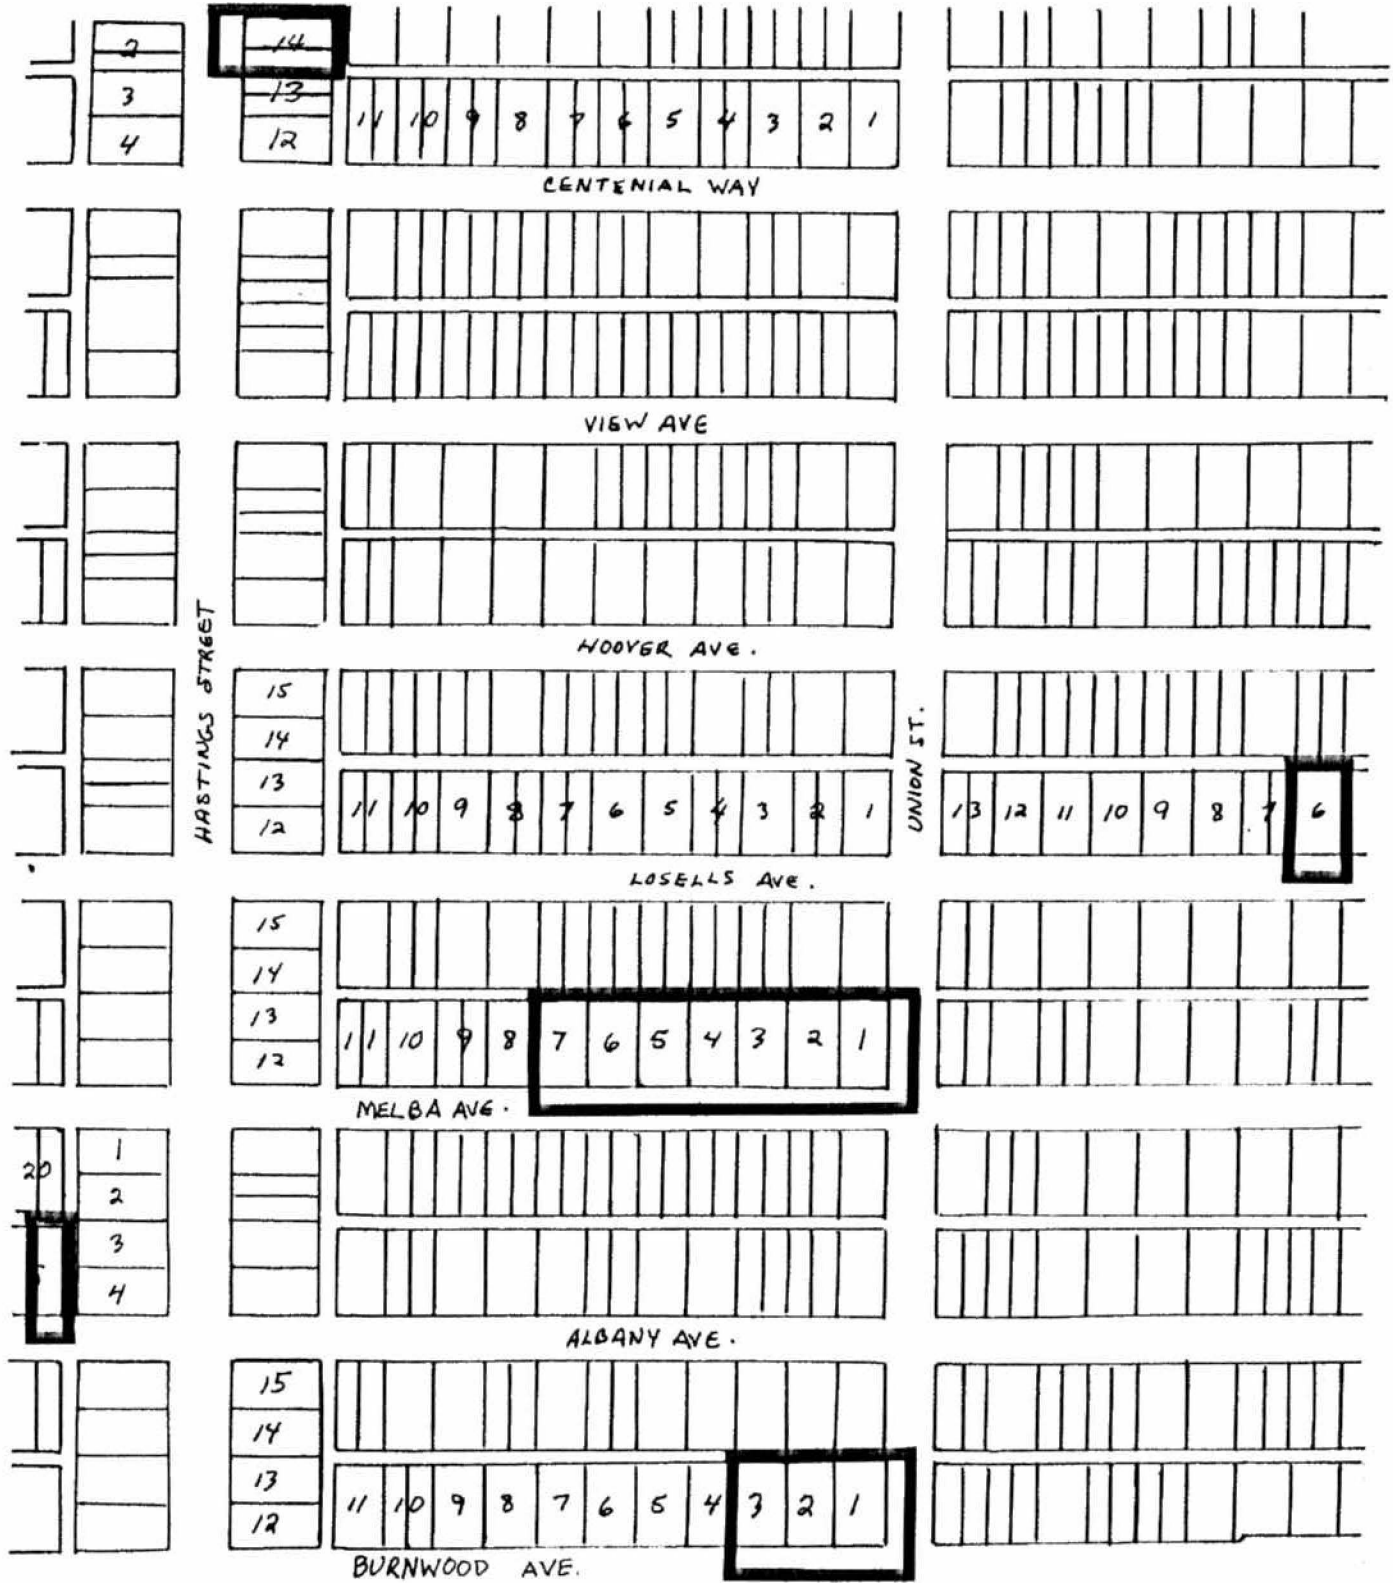 2
14
3
13
4
12
11 10 9 8 7 6 5 4 3 2 1
CENTENIAL WAY
VIEW AVE
HASTINGS STREET
HOOVER AVE.
UNION ST.
15
14
13
12
11 10 9 8 7 6 5 4 3 2 1
13 12 11 10 9 8 7 6
LOSELLS AVE.
15
14
13
12
11 10 9 8 7 6 5 4 3 2 1
MELBA AVE.
20
1
2
3
4
ALBANY AVE.
15
14
13
12
11 10 9 8 7 6 5 4 3 2 1
BURNWOOD AVE.